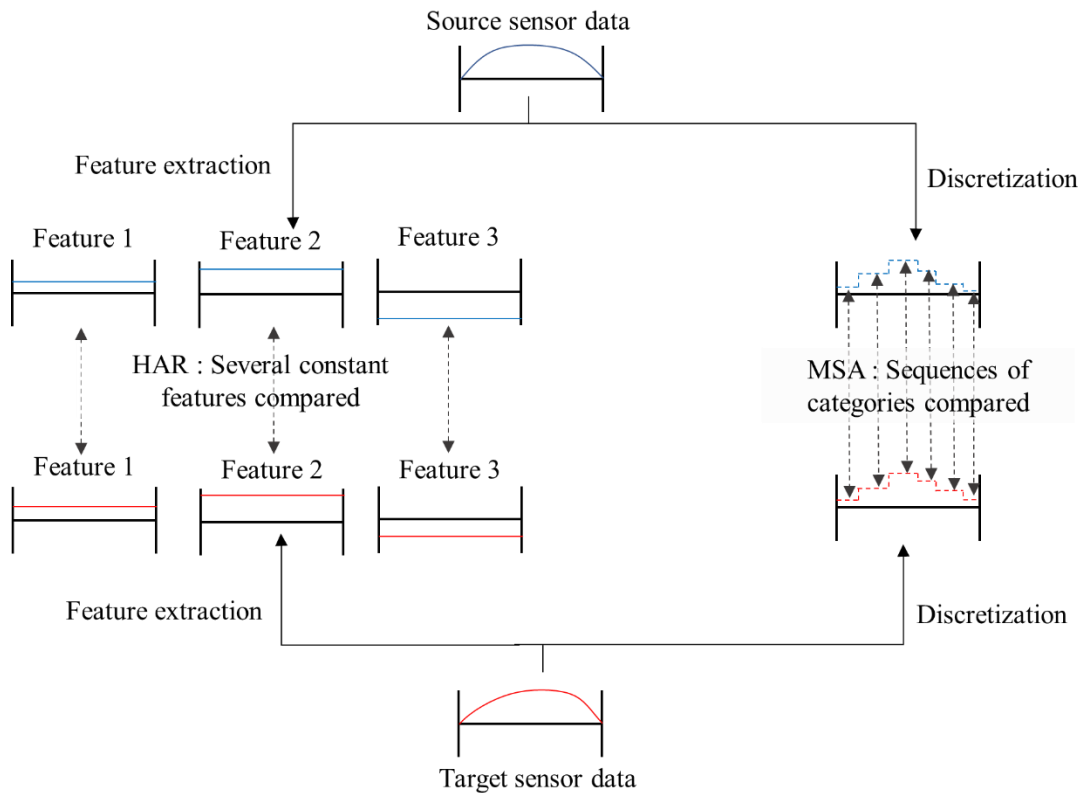 Source sensor data
Feature extraction
Discretization
Feature 1
Feature 2
Feature 3
HAR : Several constant
features compared
MSA : Sequences of
categories compared
Feature 1
Feature 2
Feature 3
Feature extraction
Discretization
Target sensor data